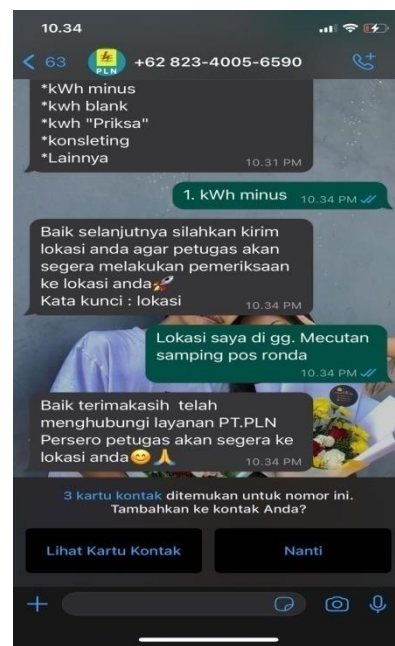 10.34
63
PLN
+62 823-4005-6590
*kWh minus
*kwh blank
*kwh "Priksa"
*konsleting
*Lainnya
10.31 PM
1. kWh minus
10.34 PM
Baik selanjutnya silahkan kirim
lokasi anda agar petugas akan
segera melakukan pemeriksaan
ke lokasi anda🚀
Kata kunci : lokasi
10.34 PM
Lokasi saya di gg. Mecutan
samping pos ronda
10.34 PM
Baik terimakasih telah
menghubungi layanan PT.PLN
Persero petugas akan segera ke
lokasi anda😊🙏
10.34 PM
3 kartu kontak ditemukan untuk nomor ini.
Tambahkan ke kontak Anda?
Lihat Kartu Kontak
Nanti